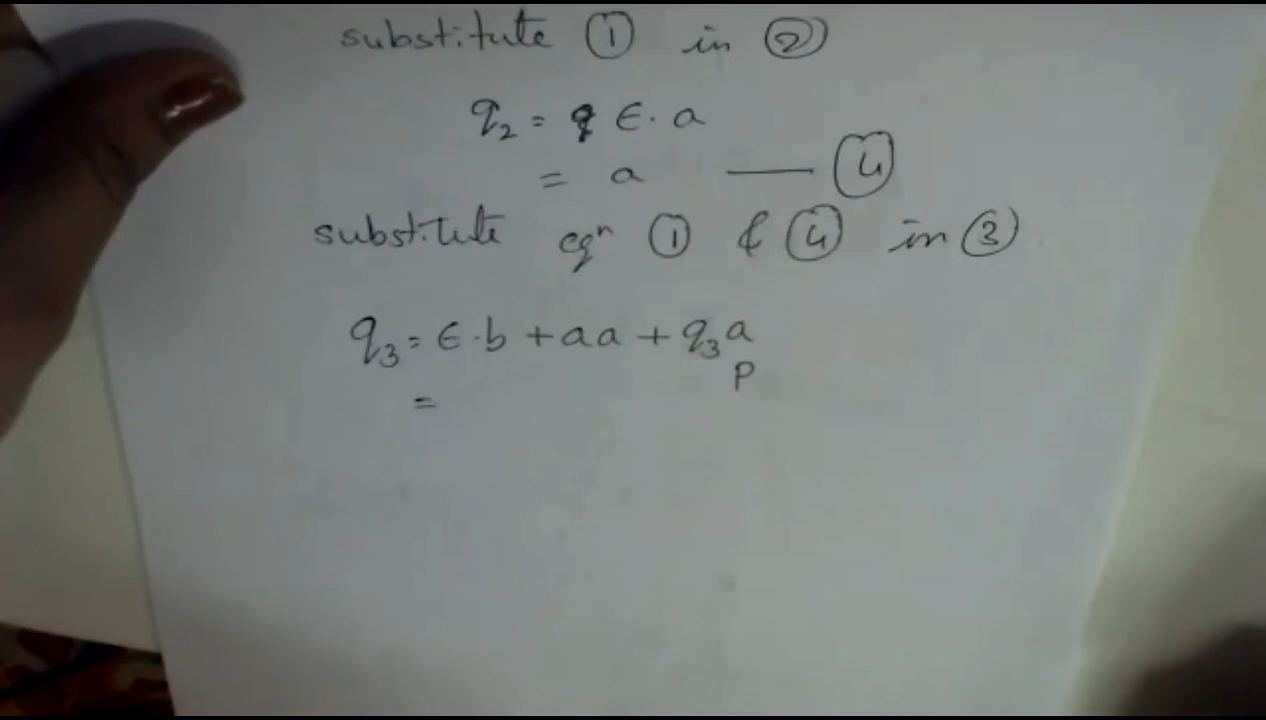 substitute ① in ②
q₂ = q ∈. a
= a — ④
substitute eqⁿ ① & ④ in ③
q₃ = ∈.b + aa + q₃a
P
=